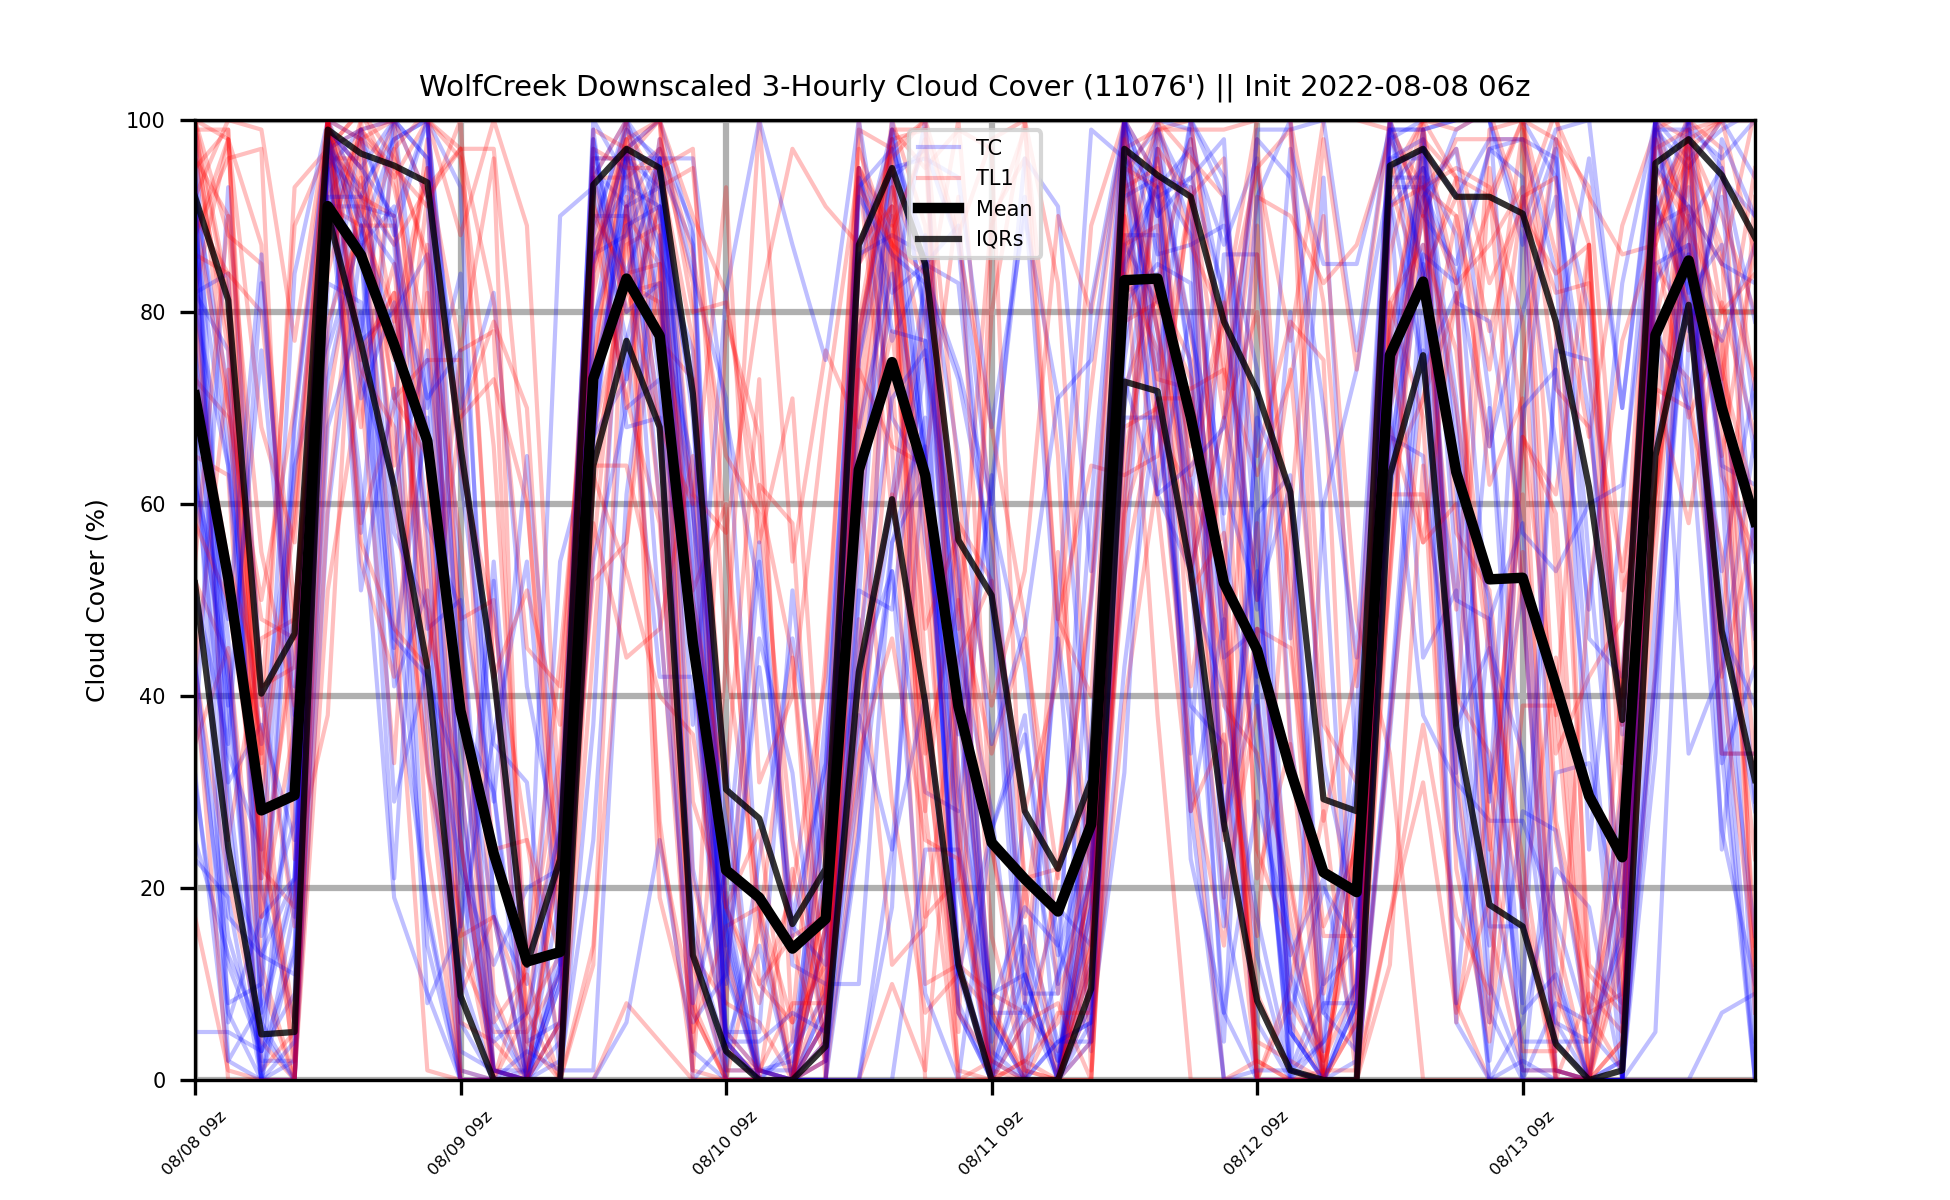 WolfCreek Downscaled 3-Hourly Cloud Cover (11076') || Init 2022-08-08 06z
Cloud Cover (%)
100
80
60
40
20
0
TC
TL1
Mean
IQRs
08/08 09z
08/09 09z
08/10 09z
08/11 09z
08/12 09z
08/13 09z